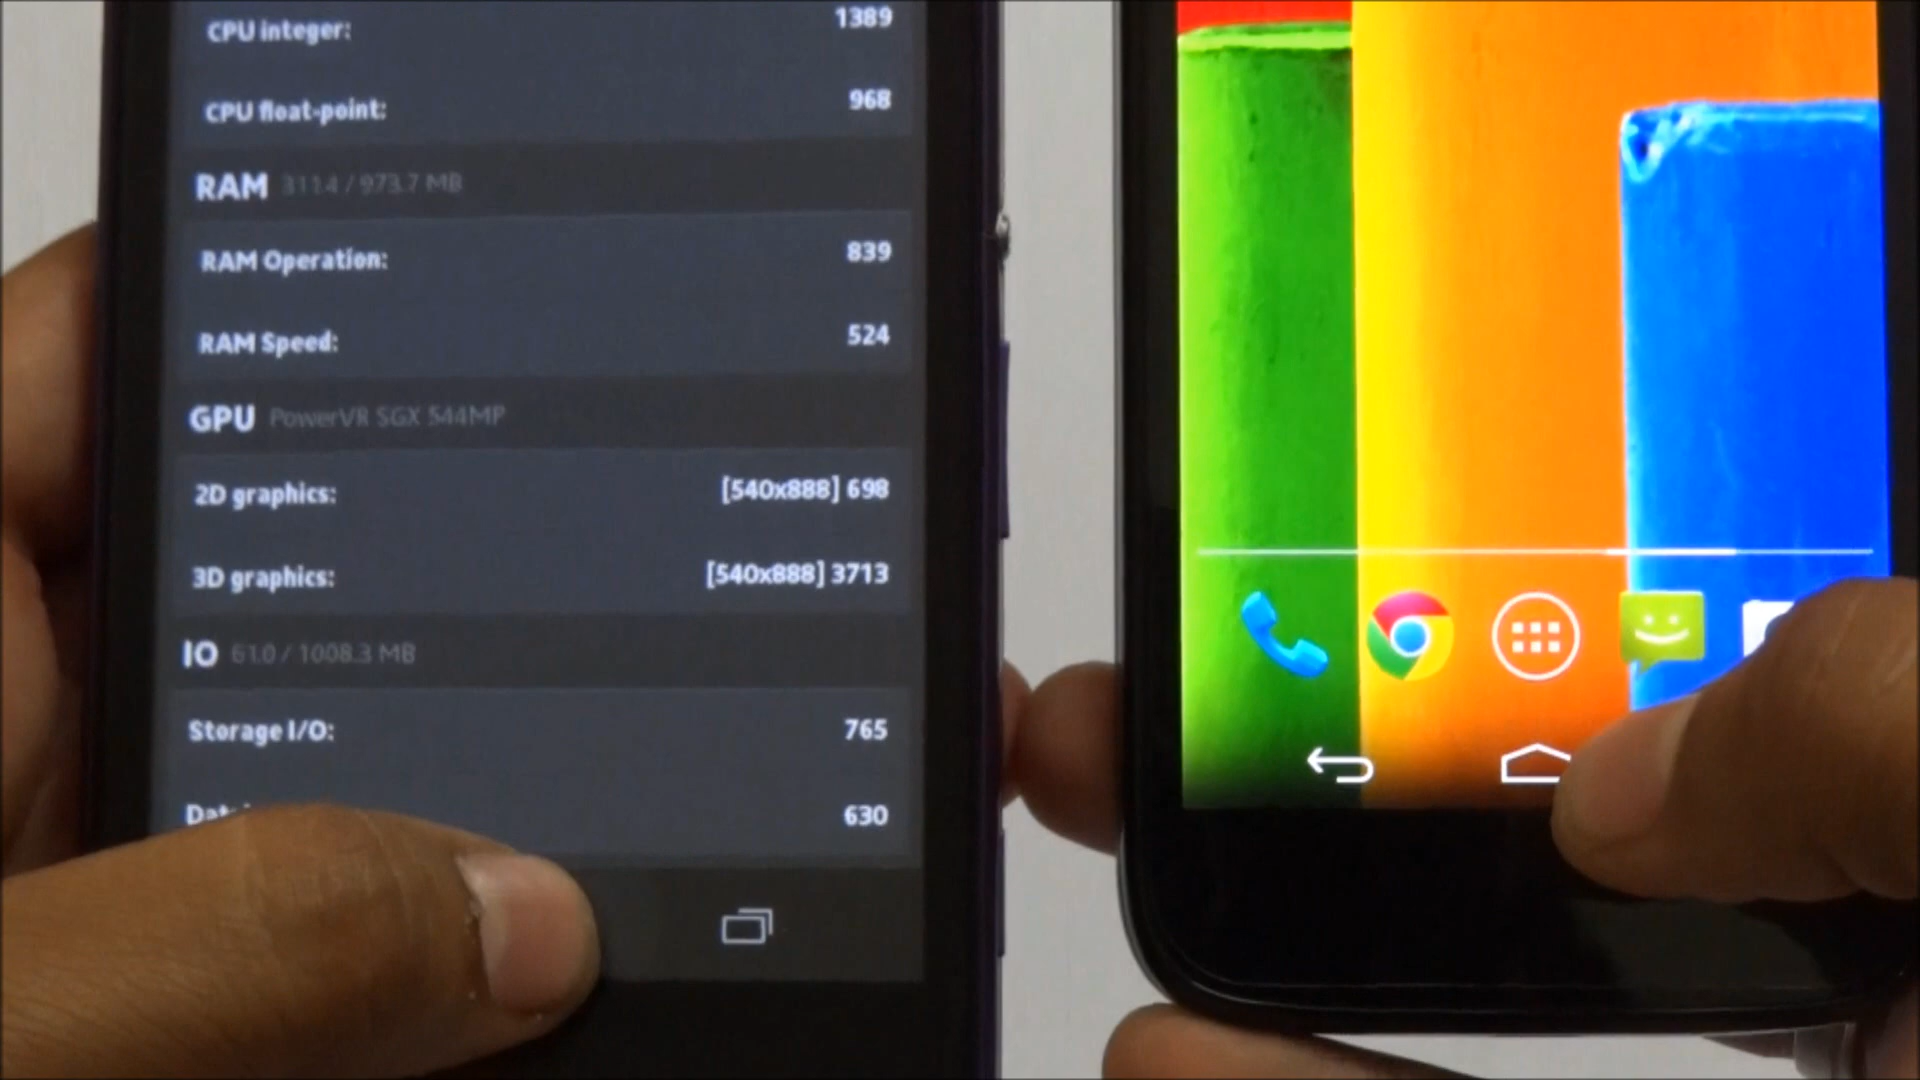 CPU integer: 1389
CPU float-point: 968
RAM 311.4 / 973.7 MB
RAM Operation: 839
RAM Speed: 524
GPU PowerVR SGX 544MP
2D graphics: [540x888] 698
3D graphics: [540x888] 3713
IO 61.0 / 1008.3 MB
Storage I/O: 765
630